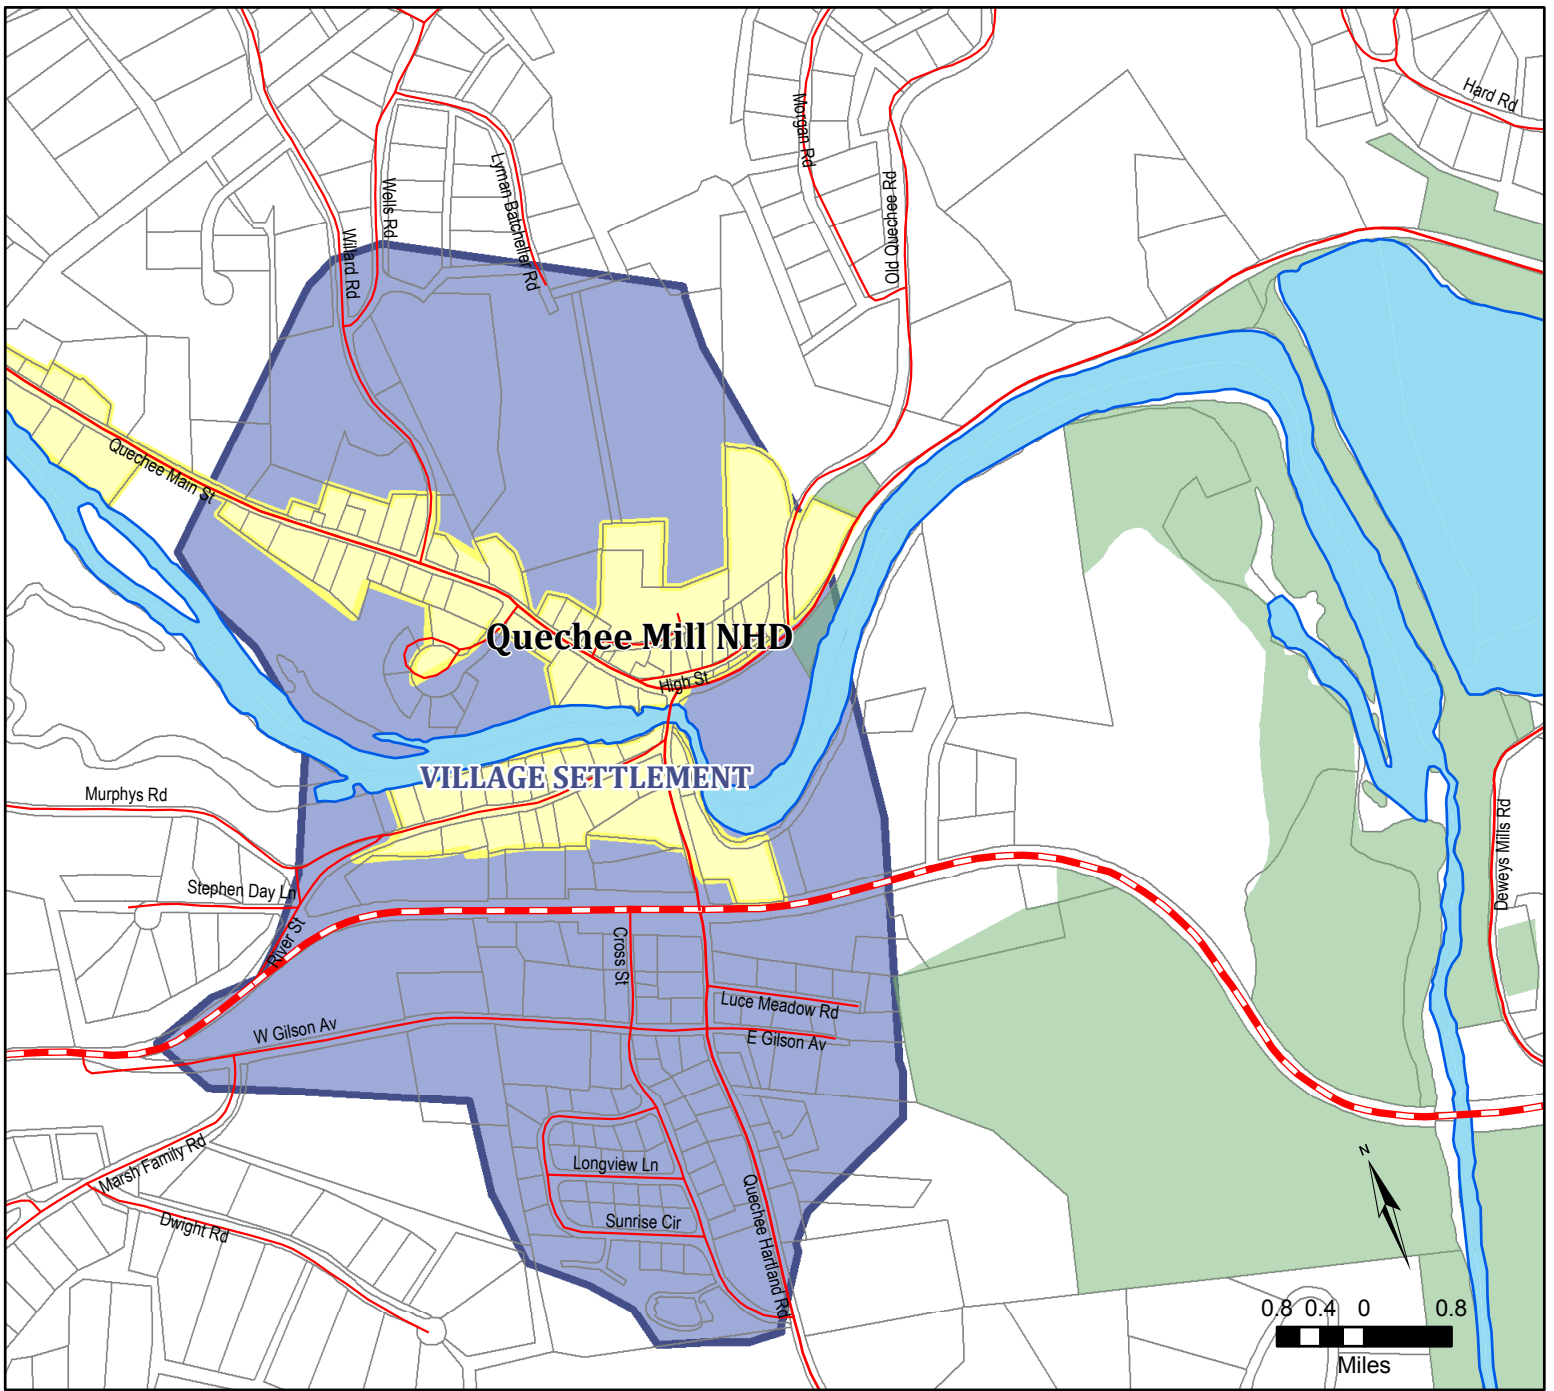 Hard Rd
Morgan Rd
Lyman Batcheller Rd
Old Quechee Rd
Wells Rd
Willard Rd
Quechee Main St
Quechee Mill NHD
High St
VILLAGE SETTLEMENT
Murphys Rd
Deweys Mills Rd
Stephen Day Ln
River St
Cross St
Luce Meadow Rd
W Gilson Av
E Gilson Av
Marsh Family Rd
Longview Ln
N
Dwight Rd
Sunrise Cir
Quechee Hartland Rd
0.8 0.4 0 0.8
Miles